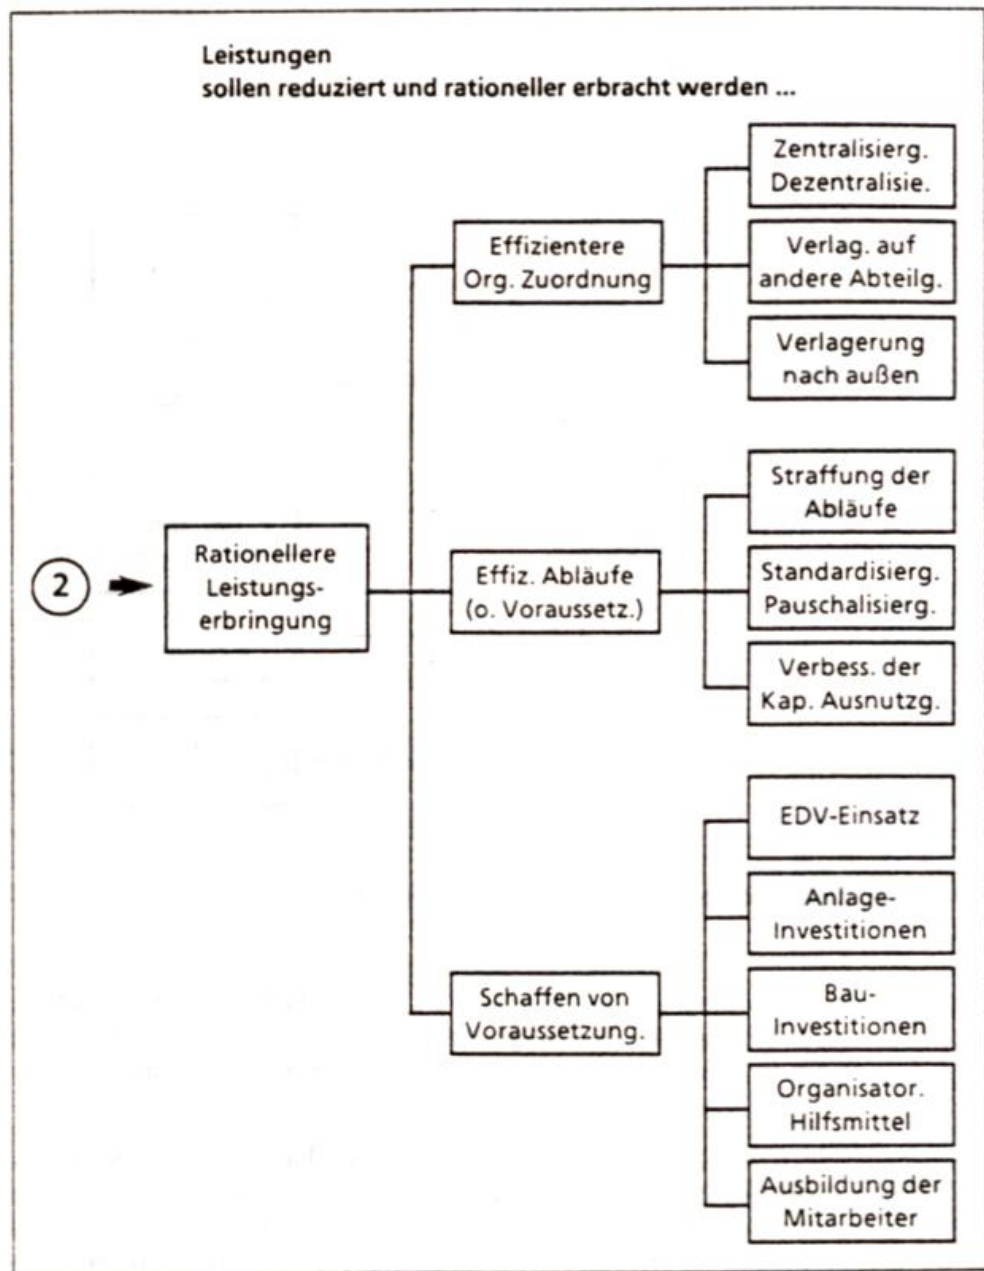 Leistungen
sollen reduziert und rationeller erbracht werden ...
2
Rationellere
Leistungs-
erbringung
Effizientere
Org. Zuordnung
Zentralisierg.
Dezentralisie.
Verlag. auf
andere Abteilg.
Verlagerung
nach außen
Effiz. Abläufe
(o. Voraussetz.)
Straffung der
Abläufe
Standardisierg.
Pauschalisierg.
Verbess. der
Kap. Ausnutzg.
Schaffen von
Voraussetzung.
EDV-Einsatz
Anlage-
Investitionen
Bau-
Investitionen
Organisator.
Hilfsmittel
Ausbildung der
Mitarbeiter